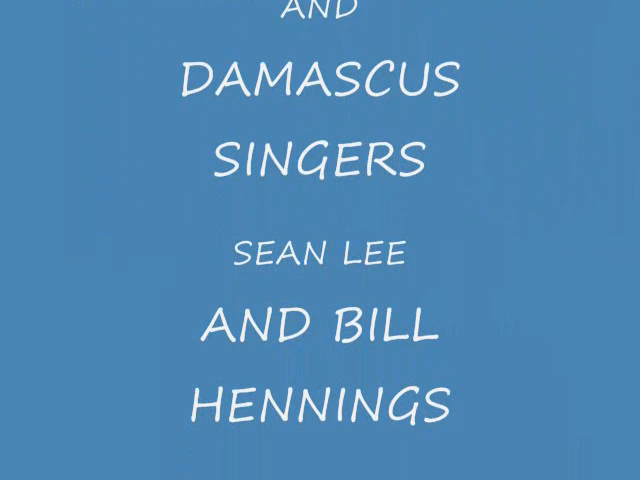 AND
DAMASCUS
SINGERS
SEAN LEE
AND BILL
HENNINGS